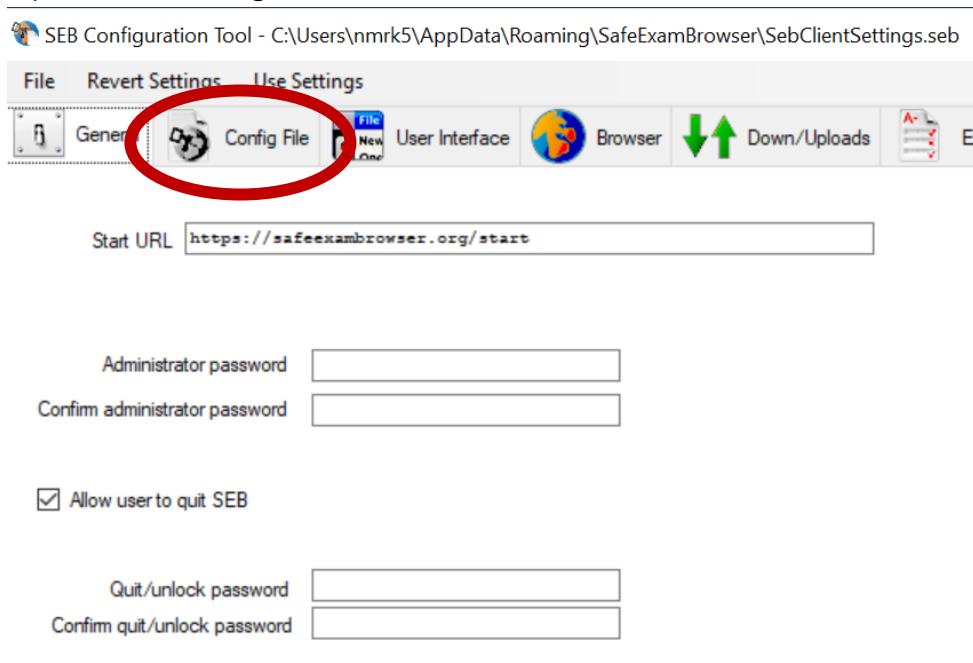 SEB Configuration Tool - C:\Users\nmrk5\AppData\Roaming\SafeExamBrowser\SebClientSettings.seb
File Revert Settings Use Settings
General Config File File New User Interface Browser Down/Uploads A- E
Start URL https://safeexambrowser.org/start
Administrator password
Confirm administrator password
Allow user to quit SEB
Quit/unlock password
Confirm quit/unlock password